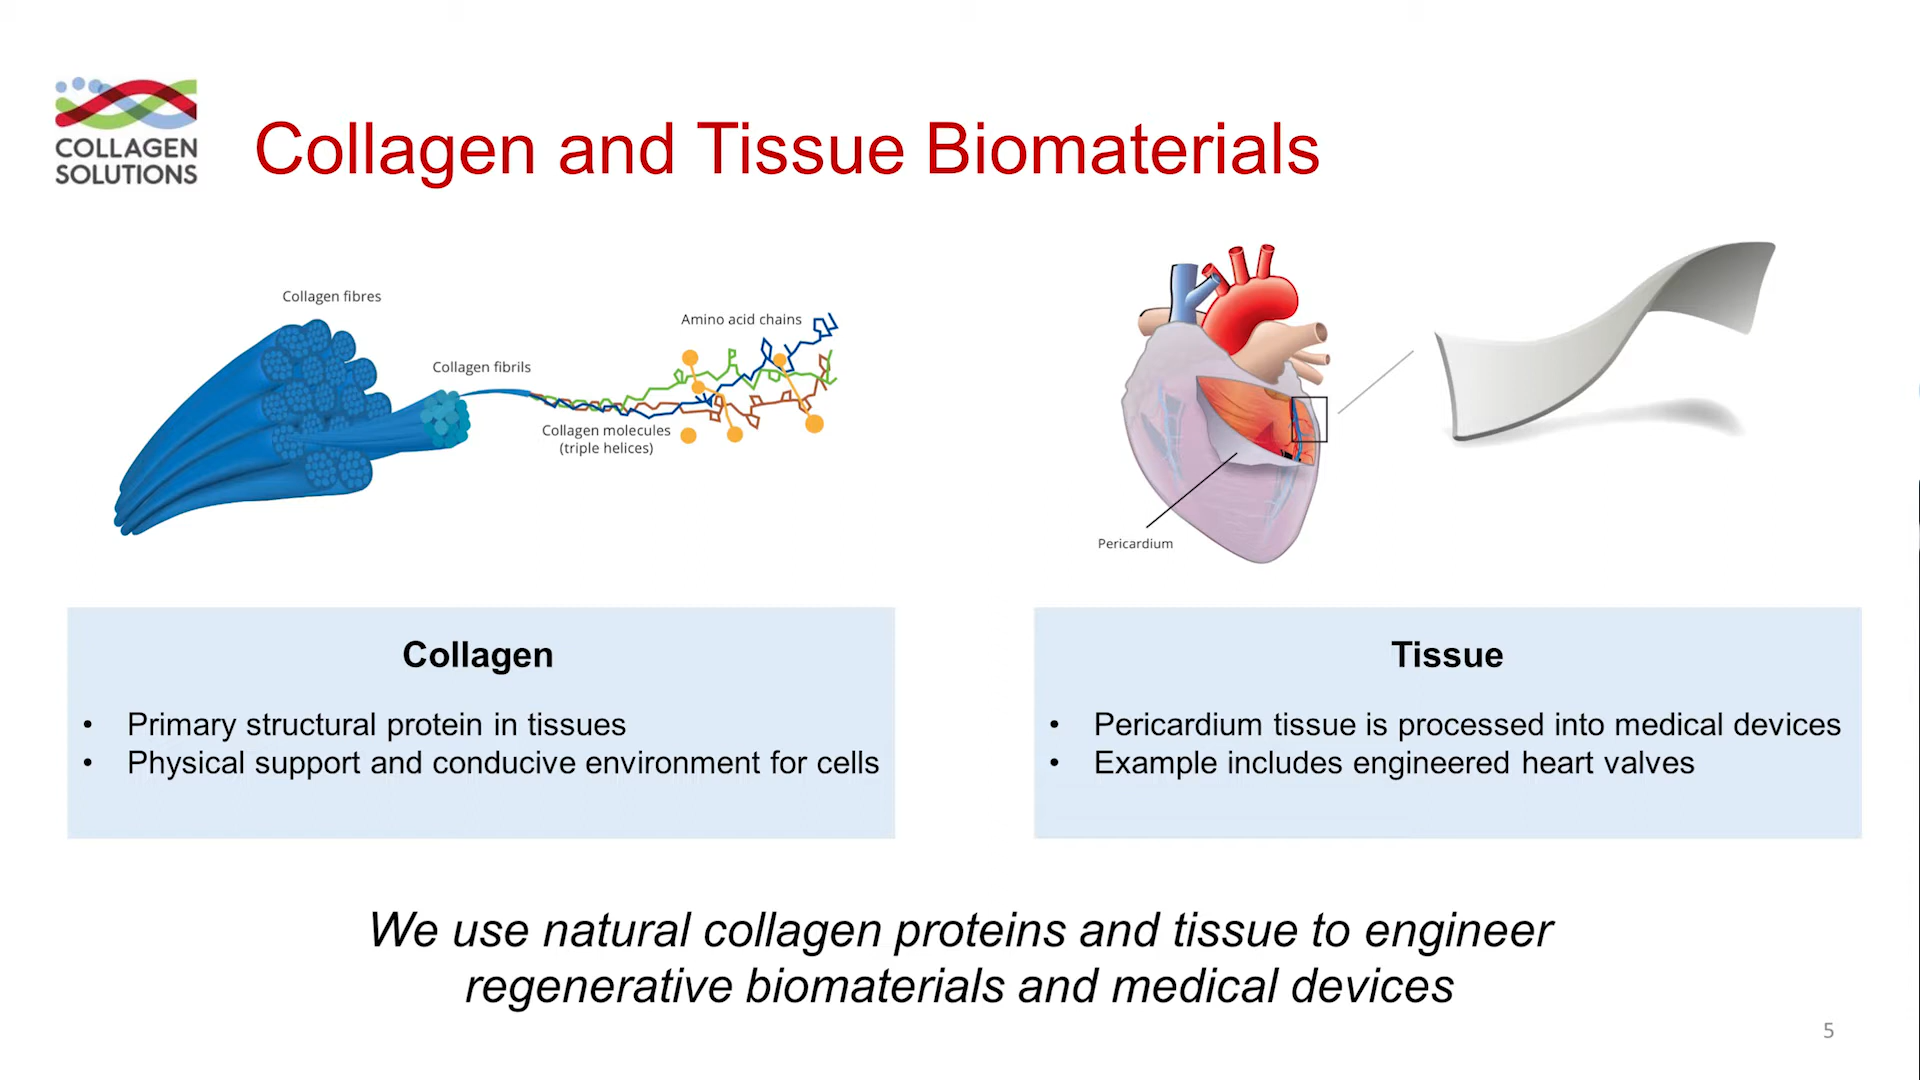 COLLAGEN
SOLUTIONS
Collagen and Tissue Biomaterials
Collagen fibres
Collagen fibrils
Amino acid chains
Collagen molecules
(triple helices)
Pericardium
Collagen
• Primary structural protein in tissues
• Physical support and conducive environment for cells
Tissue
• Pericardium tissue is processed into medical devices
• Example includes engineered heart valves
We use natural collagen proteins and tissue to engineer
regenerative biomaterials and medical devices
5